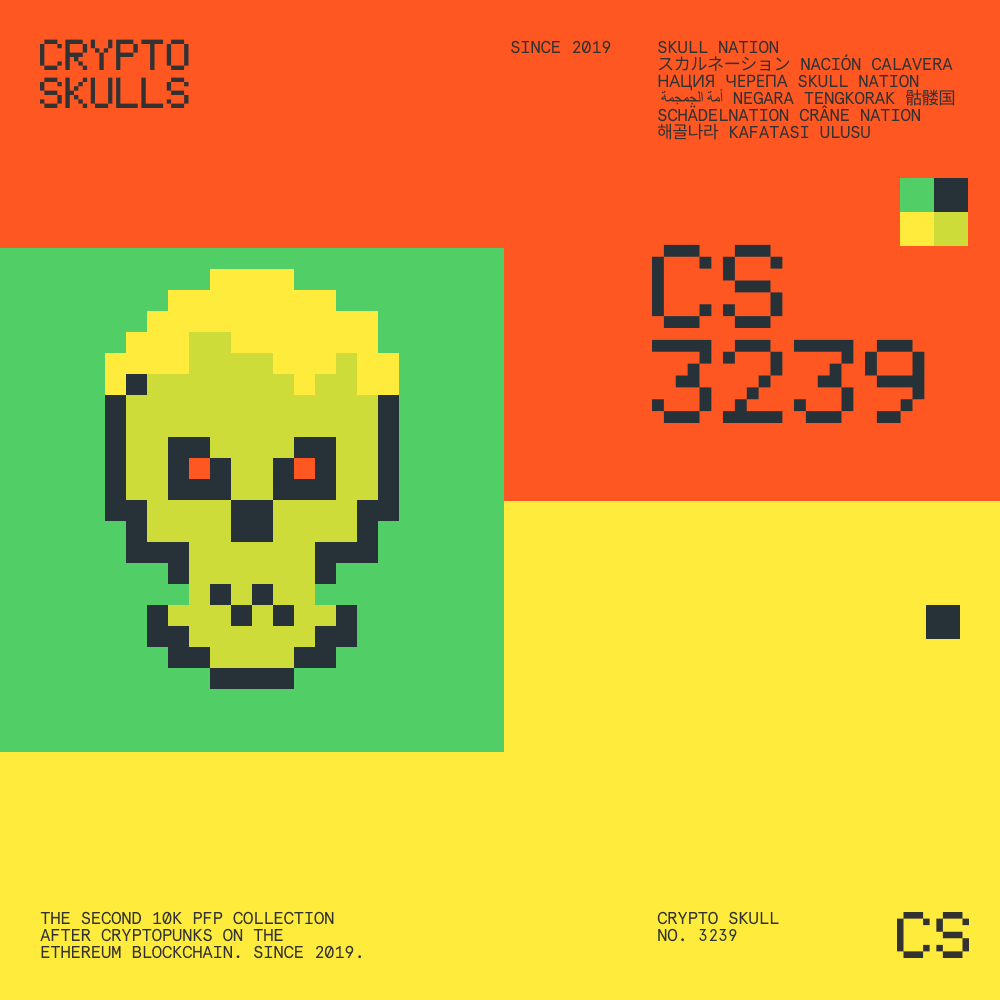 CRYPTO
SKULLS
SINCE 2019
SKULL NATION
スカルネーション NACIÓN CALAVERA
НАЦИЯ ЧЕРЕПА SKULL NATION
أمة الجمجمة NEGARA TENGKORAK 骷髅国
SCHÄDELNATION CRÂNE NATION
해골나라 KAFATASI ULUSU
CS
3239
THE SECOND 10K PFP COLLECTION
AFTER CRYPTOPUNKS ON THE
ETHEREUM BLOCKCHAIN. SINCE 2019.
CRYPTO SKULL
NO. 3239
CS